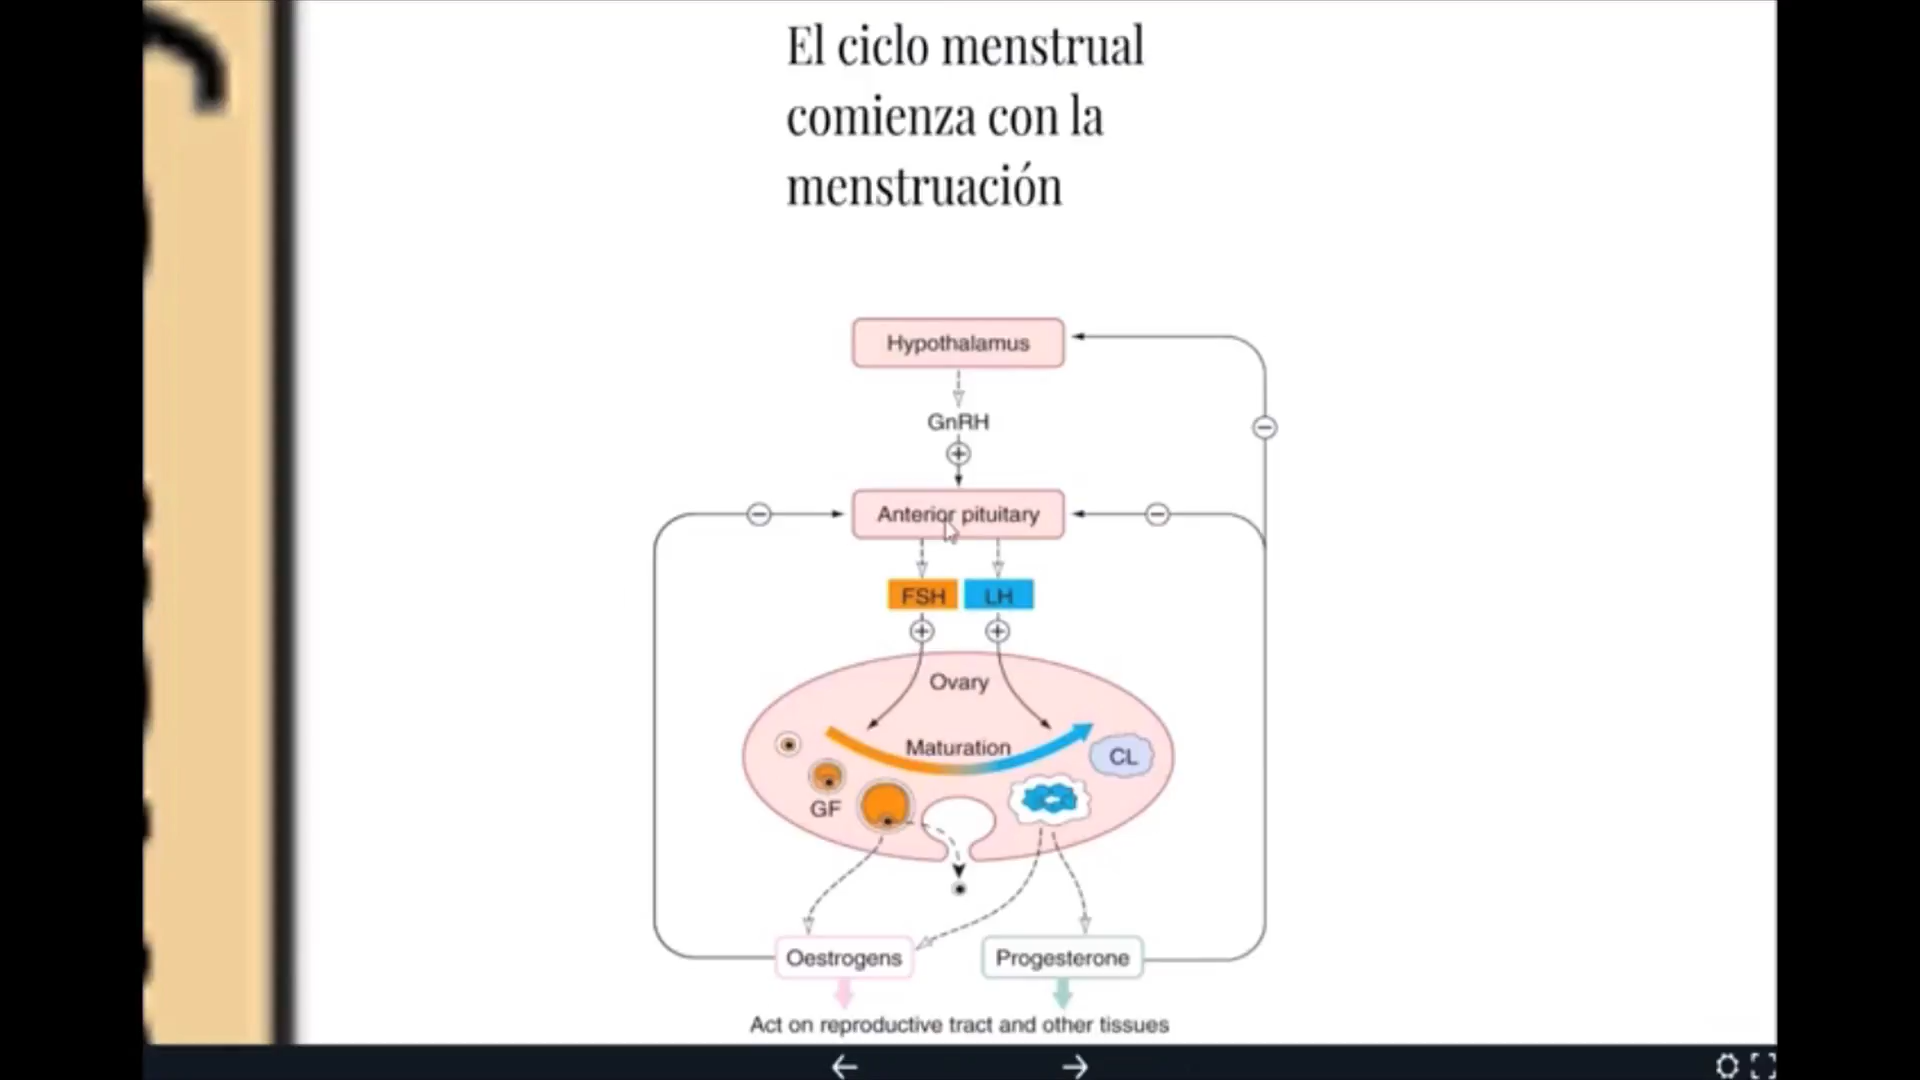 El ciclo menstrual
comienza con la
menstruación
Hypothalamus
GnRH
Anterior pituitary
FSH LH
Ovary
Maturation
CL
GF
Oestrogens Progesterone
Act on reproductive tract and other tissues